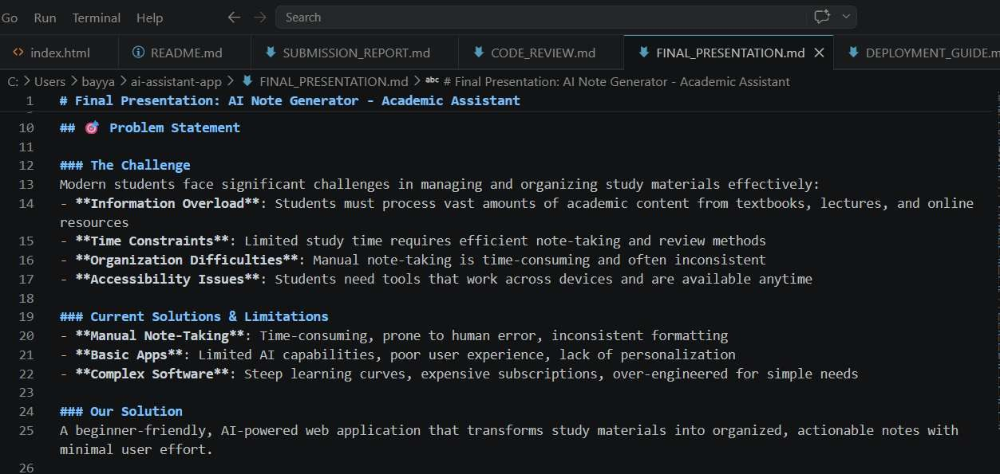 Go Run Terminal Help Search
index.html README.md SUBMISSION_REPORT.md CODE_REVIEW.md FINAL_PRESENTATION.md DEPLOYMENT_GUIDE.m
C: > Users > bayya > ai-assistant-app > FINAL_PRESENTATION.md > abc # Final Presentation: AI Note Generator - Academic Assistant
1 # Final Presentation: AI Note Generator - Academic Assistant
10 ## 🎯 Problem Statement
11
12 ### The Challenge
13 Modern students face significant challenges in managing and organizing study materials effectively:
14 - **Information Overload**: Students must process vast amounts of academic content from textbooks, lectures, and online
resources
15 - **Time Constraints**: Limited study time requires efficient note-taking and review methods
16 - **Organization Difficulties**: Manual note-taking is time-consuming and often inconsistent
17 - **Accessibility Issues**: Students need tools that work across devices and are available anytime
18
19 ### Current Solutions & Limitations
20 - **Manual Note-Taking**: Time-consuming, prone to human error, inconsistent formatting
21 - **Basic Apps**: Limited AI capabilities, poor user experience, lack of personalization
22 - **Complex Software**: Steep learning curves, expensive subscriptions, over-engineered for simple needs
23
24 ### Our Solution
25 A beginner-friendly, AI-powered web application that transforms study materials into organized, actionable notes with
minimal user effort.
26